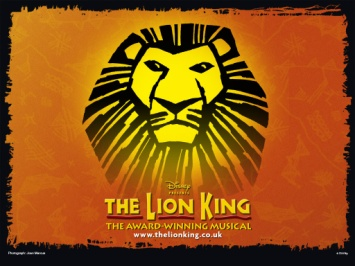 Disney
PRESENTS
THE LION KING
THE AWARD-WINNING MUSICAL
www.thelionking.co.uk